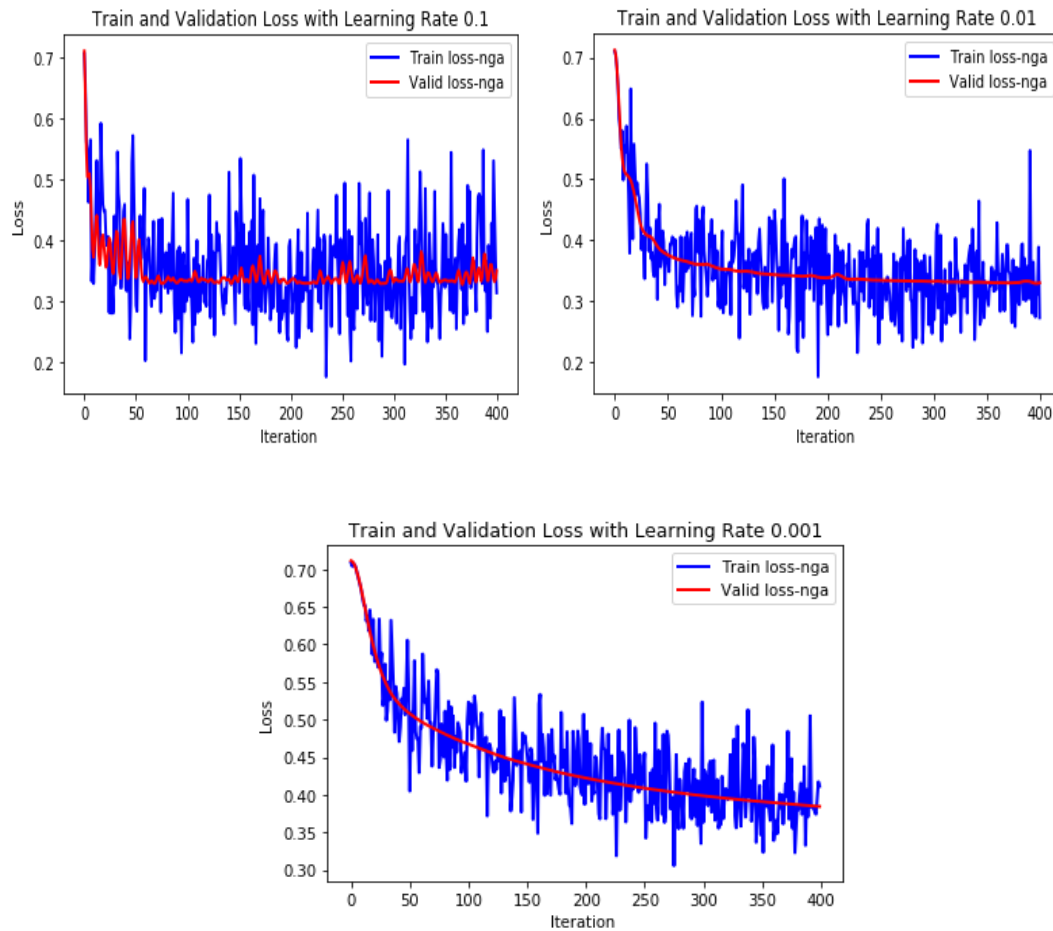 Train and Validation Loss with Learning Rate 0.1
Train loss-nga
Valid loss-nga
Loss
0.7
0.6
0.5
0.4
0.3
0.2
0 50 100 150 200 250 300 350 400
Iteration
Train and Validation Loss with Learning Rate 0.01
Train loss-nga
Valid loss-nga
Loss
0.7
0.6
0.5
0.4
0.3
0.2
0 50 100 150 200 250 300 350 400
Iteration
Train and Validation Loss with Learning Rate 0.001
Train loss-nga
Valid loss-nga
Loss
0.70
0.65
0.60
0.55
0.50
0.45
0.40
0.35
0.30
0 50 100 150 200 250 300 350 400
Iteration